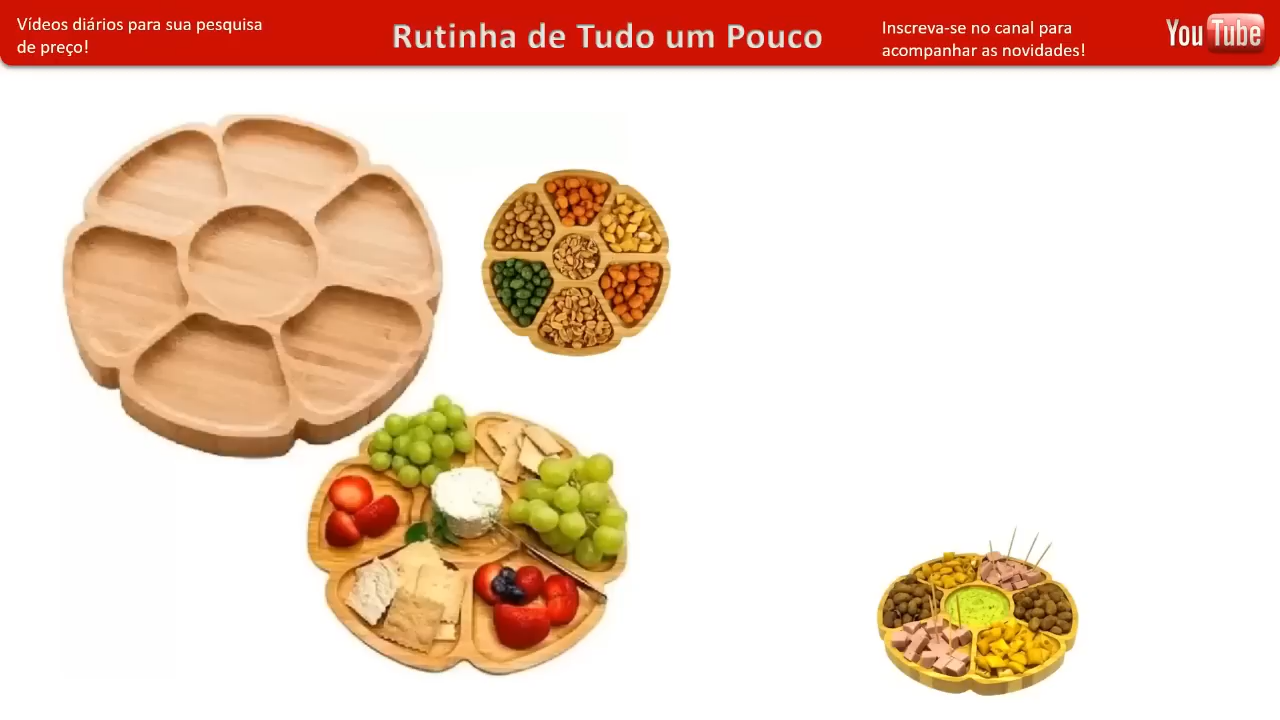 Vídeos diários para sua pesquisa
de preço!
Rutinha de Tudo um Pouco
Inscreva-se no canal para
acompanhar as novidades!
YouTube